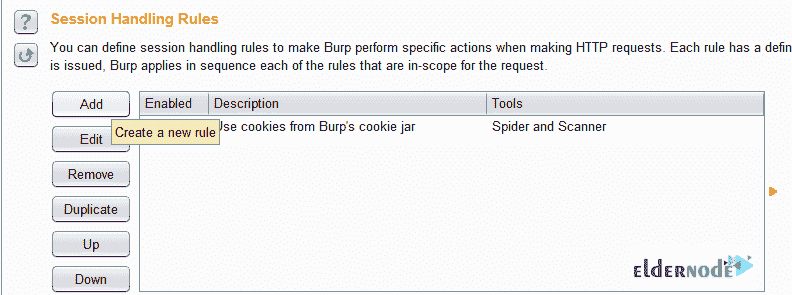 ?
Session Handling Rules
You can define session handling rules to make Burp perform specific actions when making HTTP requests. Each rule has a defin
is issued, Burp applies in sequence each of the rules that are in-scope for the request.
Add
Enabled Description Tools
Edit
Create a new rule
Use cookies from Burp's cookie jar Spider and Scanner
Remove
Duplicate
Up
Down
eldernode